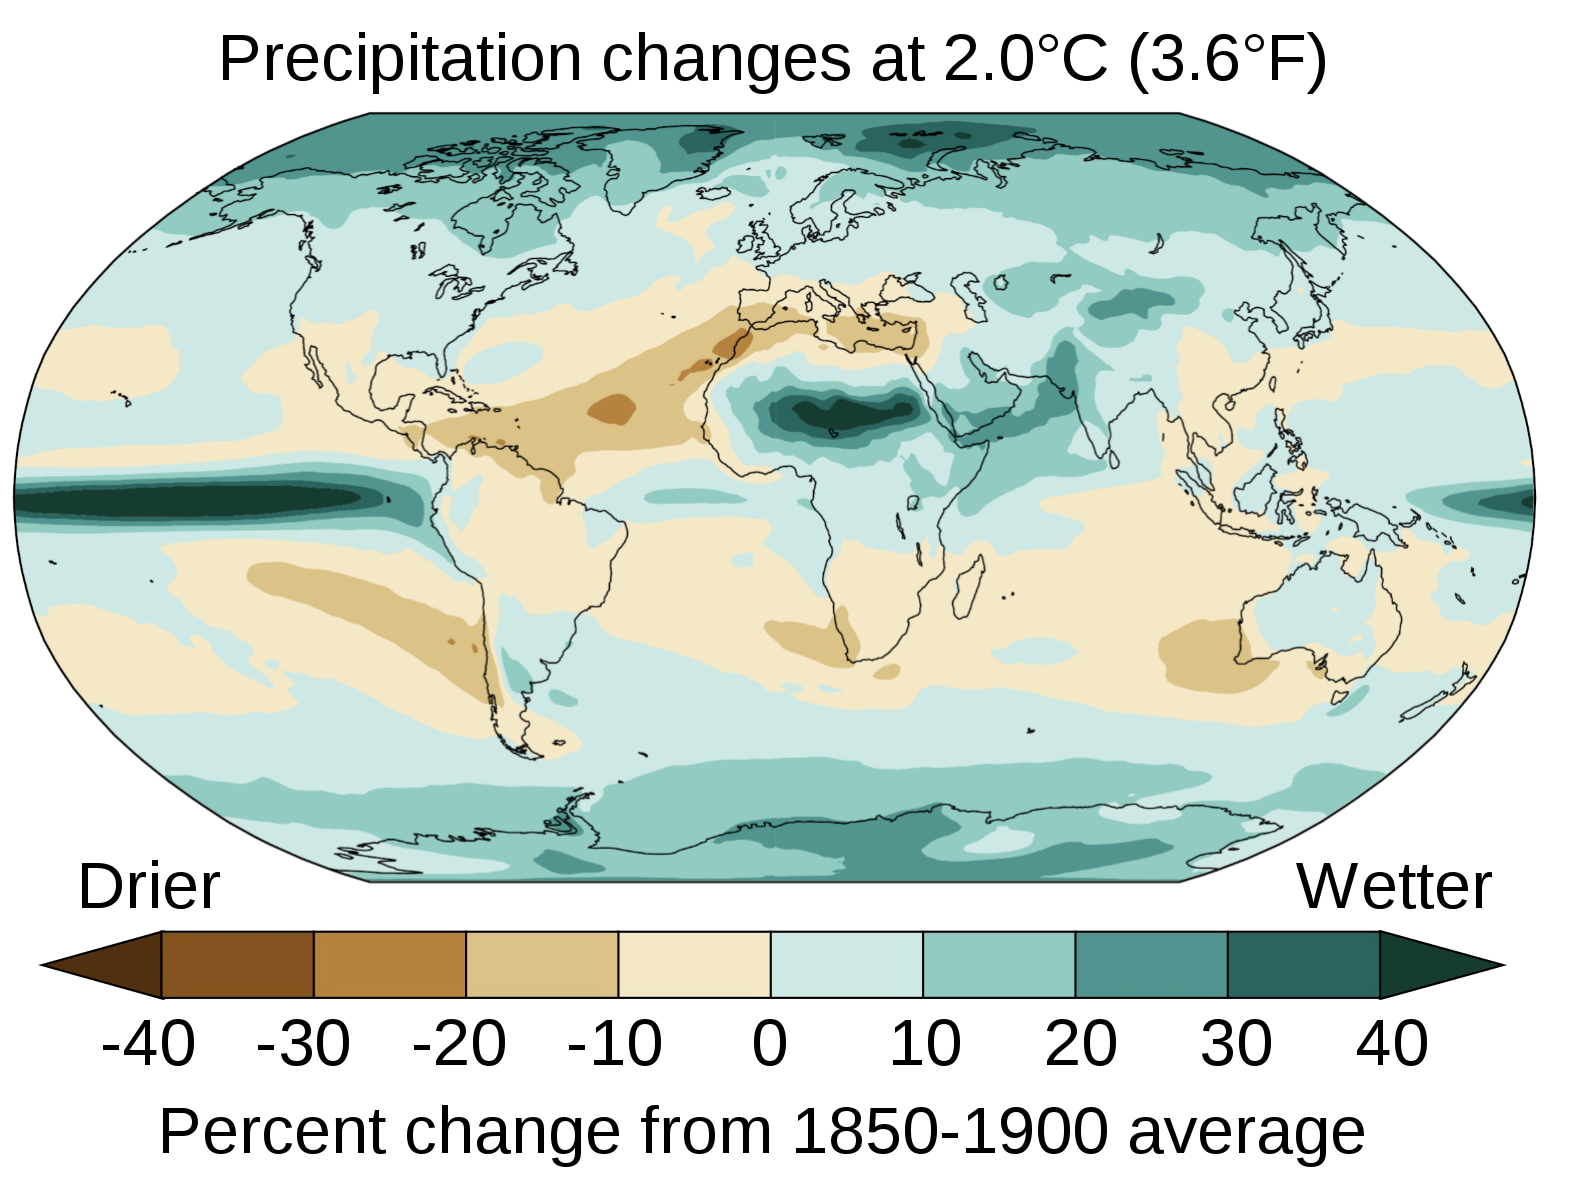 Precipitation changes at 2.0°C (3.6°F)
Drier
Wetter
-40 -30 -20 -10 0 10 20 30 40
Percent change from 1850-1900 average